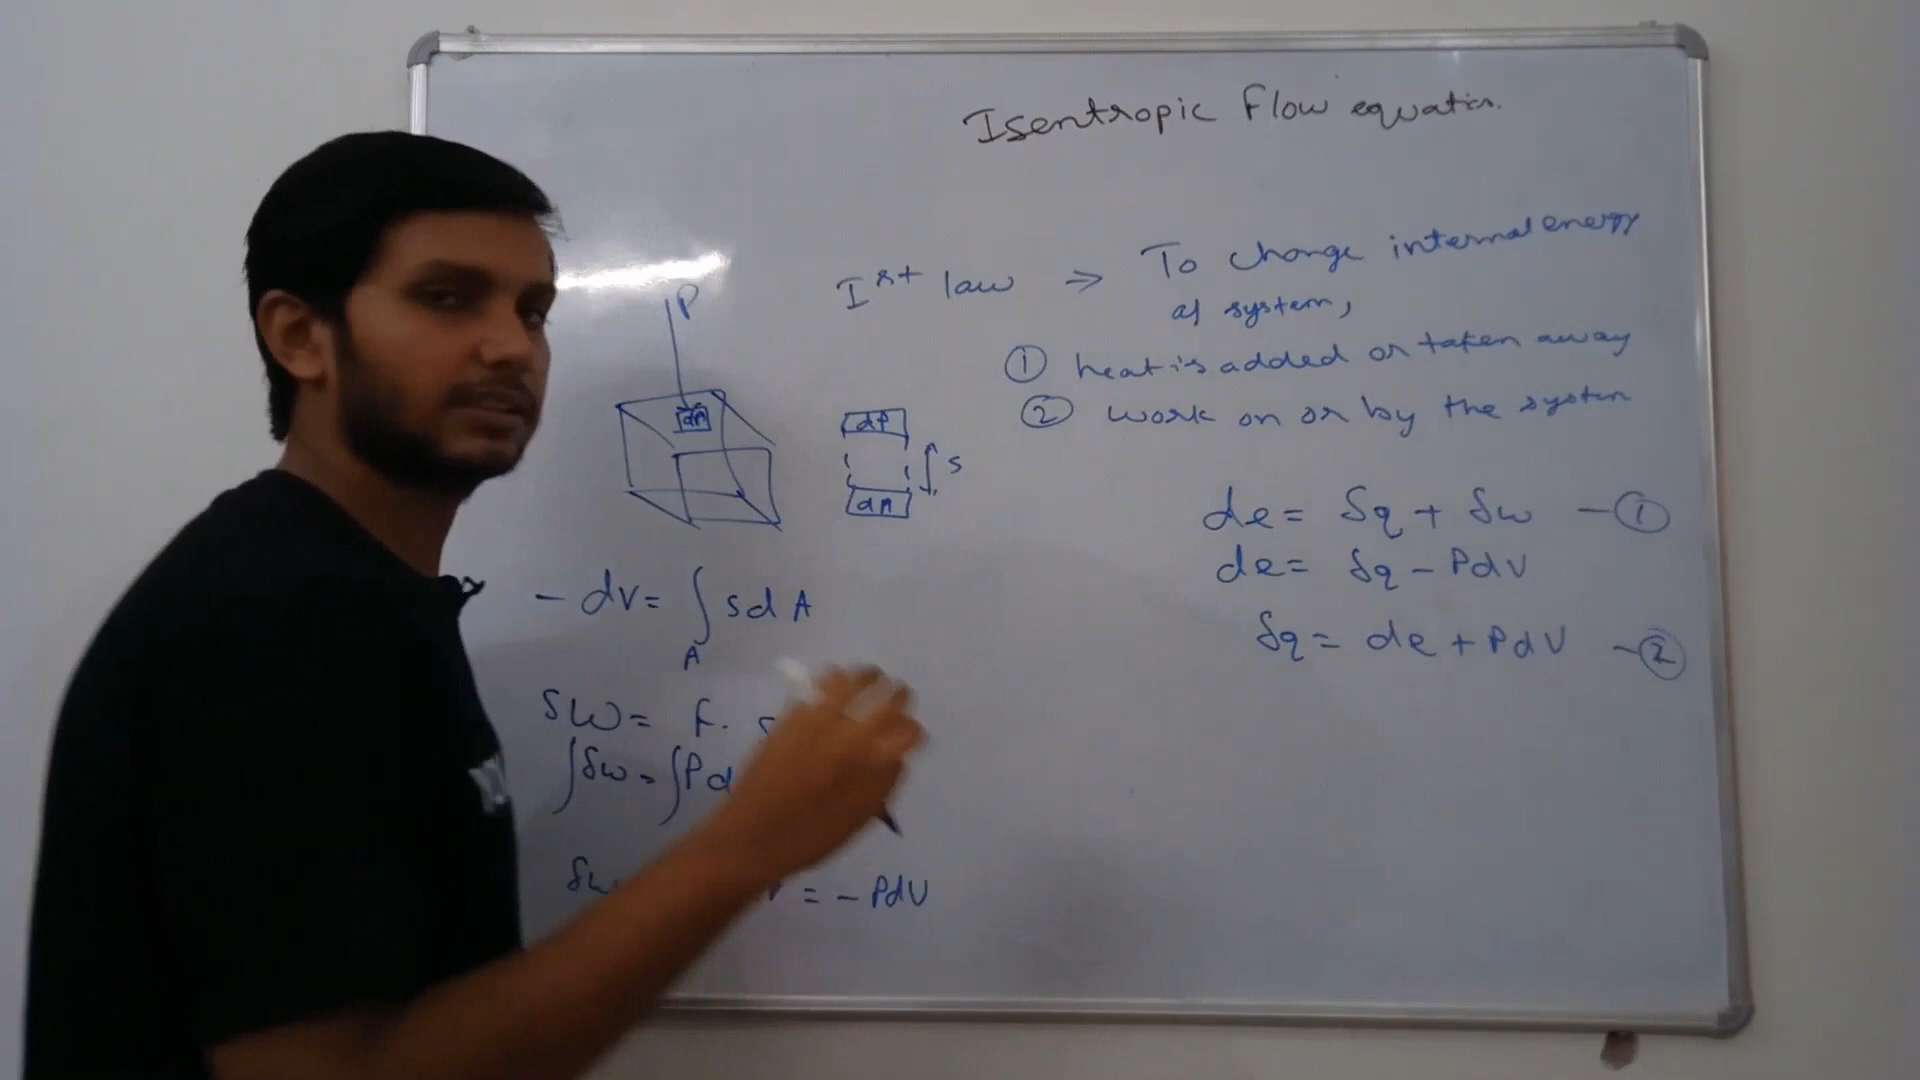 Isentropic Flow equation.
Ist law ⇒ To change internal energy
of system,
① heat is added or taken away
② work on or by the system
P
dA
dA
s
dA
de = δq + δw —①
de = δq - PdV
δq = de + PdV —②
- dv = ∫ s d A
A
δW = F.
∫δw = ∫Pd
δw = - PdV